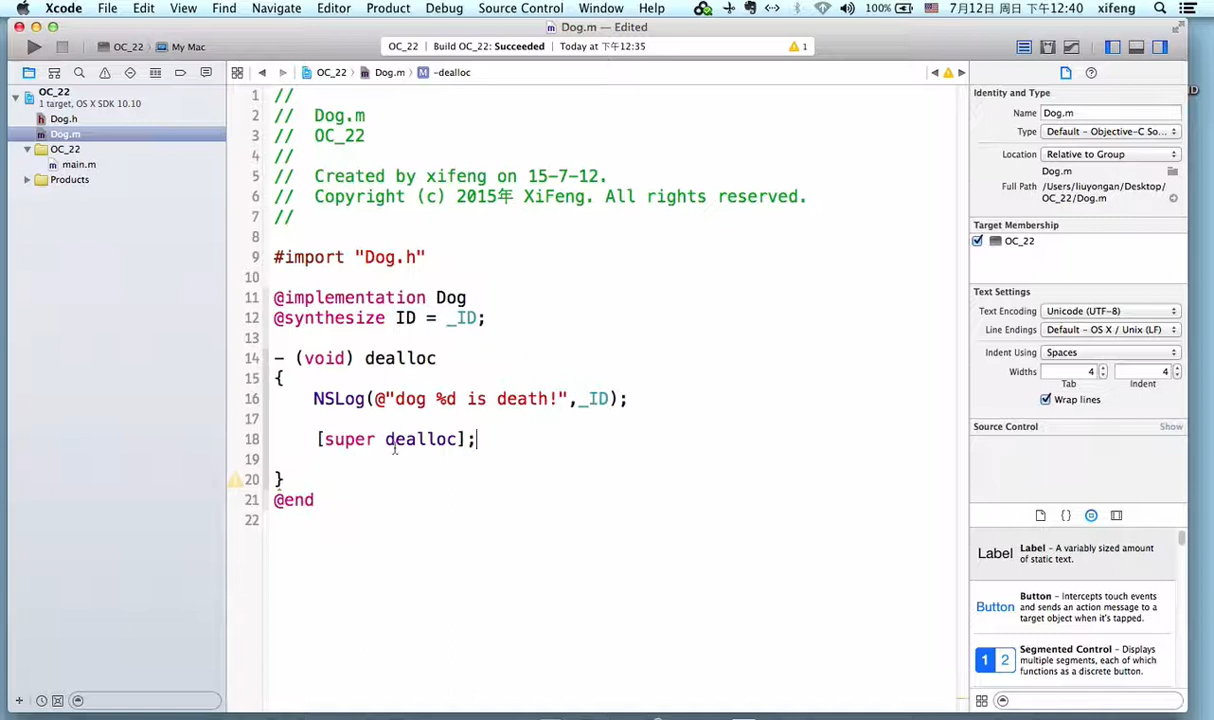 Xcode File Edit View Find Navigate Editor Product Debug Source Control Window Help 100% 7月12日 周日 下午12:40 xifeng
Dog.m — Edited
OC_22 My Mac
OC_22 Build OC_22: Succeeded Today at 下午12:35 1
OC_22 Dog.m M -dealloc
OC_22
1 target, OS X SDK 10.10
h Dog.h
m Dog.m
OC_22
m main.m
Products
1 //
2 // Dog.m
3 // OC_22
4 //
5 // Created by xifeng on 15-7-12.
6 // Copyright (c) 2015年 XiFeng. All rights reserved.
7 //
8
9 #import "Dog.h"
10
11 @implementation Dog
12 @synthesize ID = _ID;
13
14 - (void) dealloc
15 {
16 NSLog(@"dog %d is death!",_ID);
17
18 [super dealloc];
19
20 }
21 @end
22
Identity and Type
Name Dog.m
Type Default - Objective-C So...
Location Relative to Group
Dog.m
Full Path /Users/liuyongan/Desktop/
OC_22/Dog.m
Target Membership
OC_22
Text Settings
Text Encoding Unicode (UTF-8)
Line Endings Default - OS X / Unix (LF)
Indent Using Spaces
Widths 4 4
Tab Indent
Wrap lines
Source Control Show
Label Label - A variably sized amount
of static text.
Button Button - Intercepts touch events
and sends an action message to a
target object when it's tapped.
1 2 Segmented Control - Displays
multiple segments, each of which
functions as a discrete button.